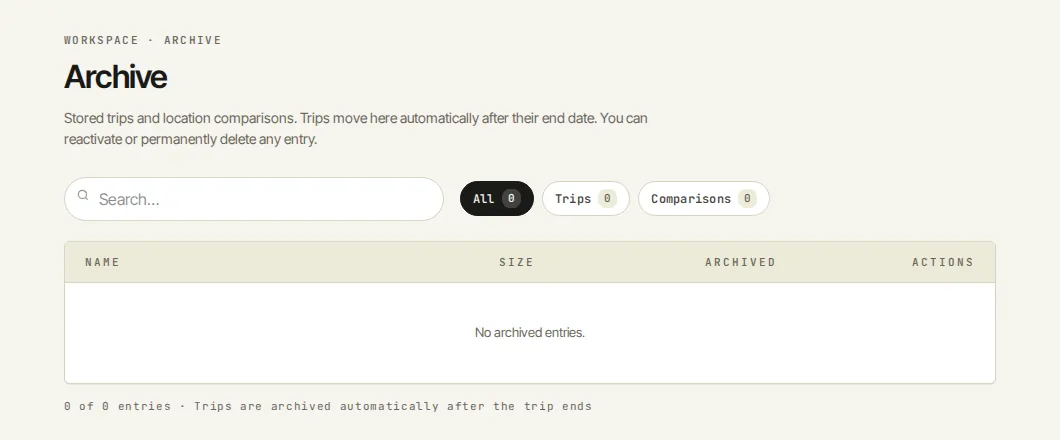 WORKSPACE · ARCHIVE
Archive
Stored trips and location comparisons. Trips move here automatically after their end date. You can
reactivate or permanently delete any entry.
Search... All 0 Trips 0 Comparisons 0
NAME SIZE ARCHIVED ACTIONS
No archived entries.
0 of 0 entries · Trips are archived automatically after the trip ends